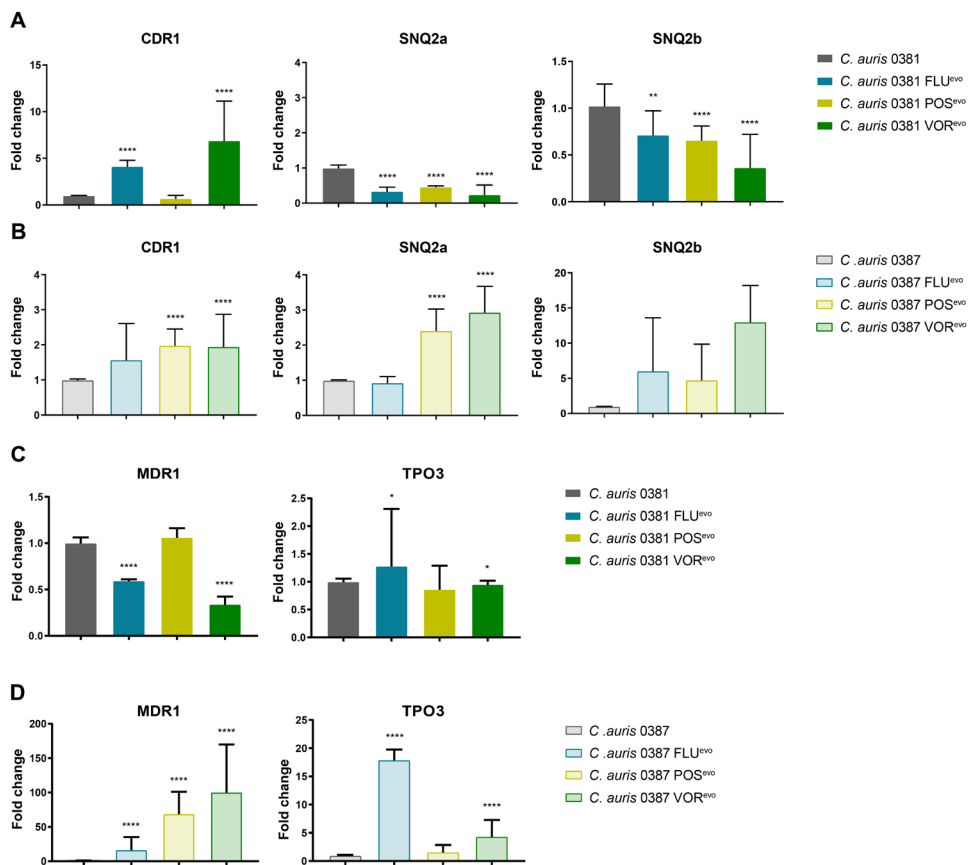 A
CDR1
SNQ2a
SNQ2b
Fold change
15
10
5
0
****
****
Fold change
4
3
2
1
0
****
****
****
Fold change
1.5
1.0
0.5
0.0
**
****
****
C. auris 0381
C. auris 0381 FLUevo
C. auris 0381 POSevo
C. auris 0381 VORevo
B
CDR1
SNQ2a
SNQ2b
Fold change
4
3
2
1
0
****
****
Fold change
4
3
2
1
0
****
****
Fold change
20
15
10
5
0
C .auris 0387
C .auris 0387 FLUevo
C .auris 0387 POSevo
C .auris 0387 VORevo
C
MDR1
TPO3
Fold change
1.5
1.0
0.5
0.0
****
****
Fold change
2.5
2.0
1.5
1.0
0.5
0.0
*
*
C. auris 0381
C. auris 0381 FLUevo
C. auris 0381 POSevo
C. auris 0381 VORevo
D
MDR1
TPO3
Fold change
200
150
100
50
0
****
****
****
Fold change
25
20
15
10
5
0
****
****
C .auris 0387
C .auris 0387 FLUevo
C .auris 0387 POSevo
C .auris 0387 VORevo